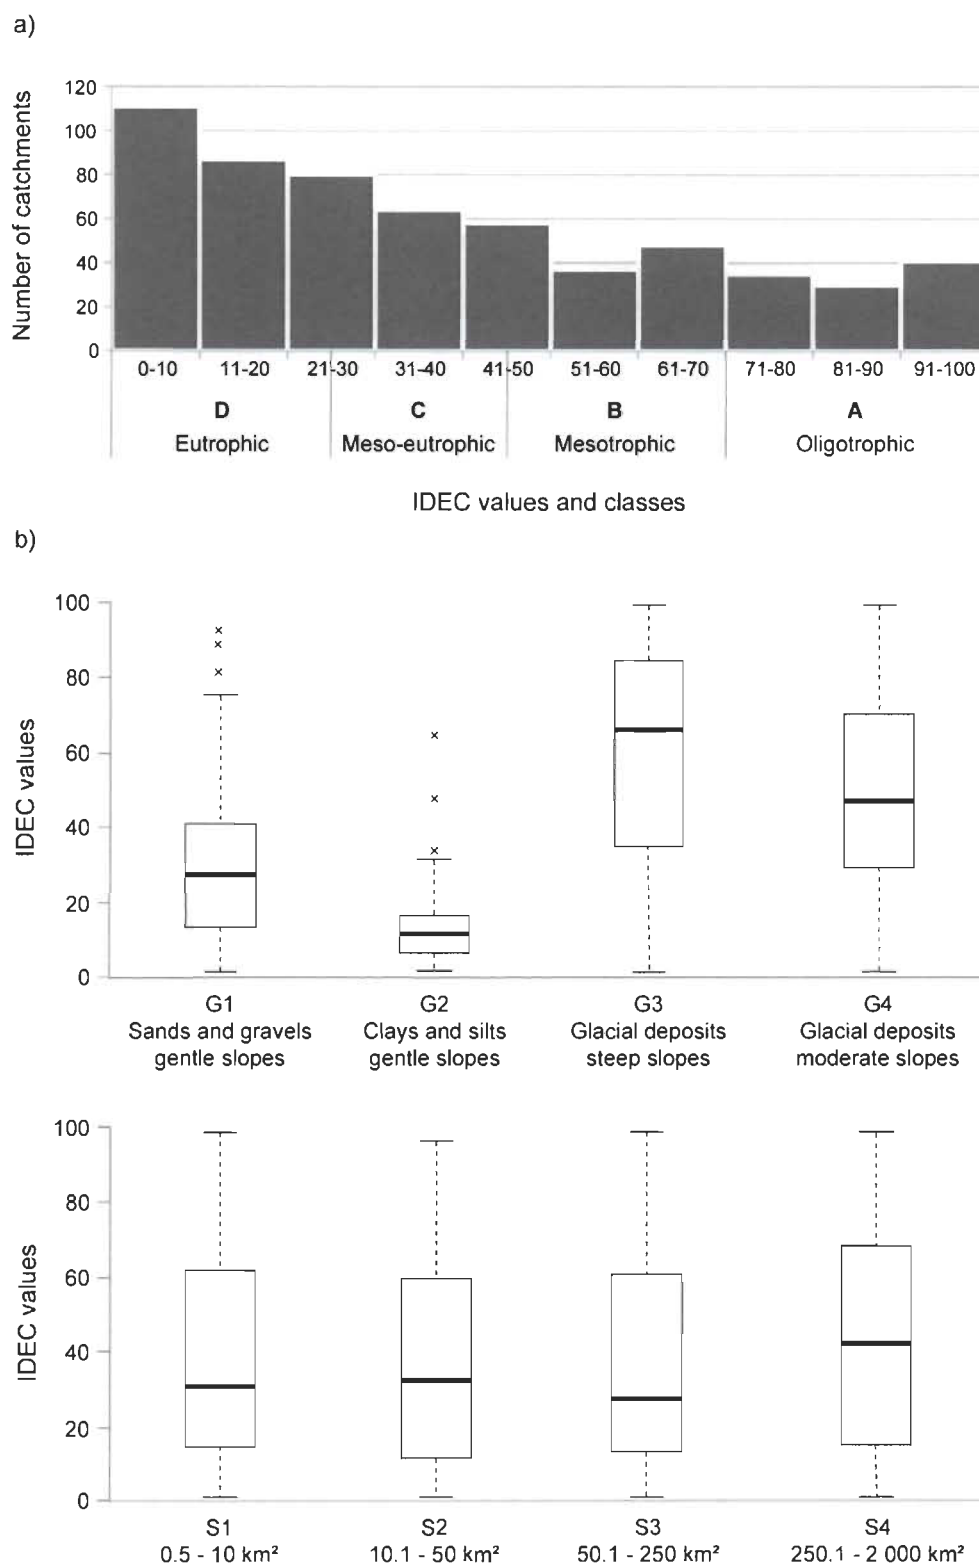 a)
120
100
80
60
40
20
0
Number of catchments
0-10 11-20 21-30 31-40 41-50 51-60 61-70 71-80 81-90 91-100
D C B A
Eutrophic Meso-eutrophic Mesotrophic Oligotrophic
IDEC values and classes
b)
100
80
60
40
20
0
IDEC values
G1 G2 G3 G4
Sands and gravels Clays and silts Glacial deposits Glacial deposits
gentle slopes gentle slopes steep slopes moderate slopes
100
80
60
40
20
0
IDEC values
S1 S2 S3 S4
0.5 - 10 km² 10.1 - 50 km² 50.1 - 250 km² 250.1 - 2 000 km²